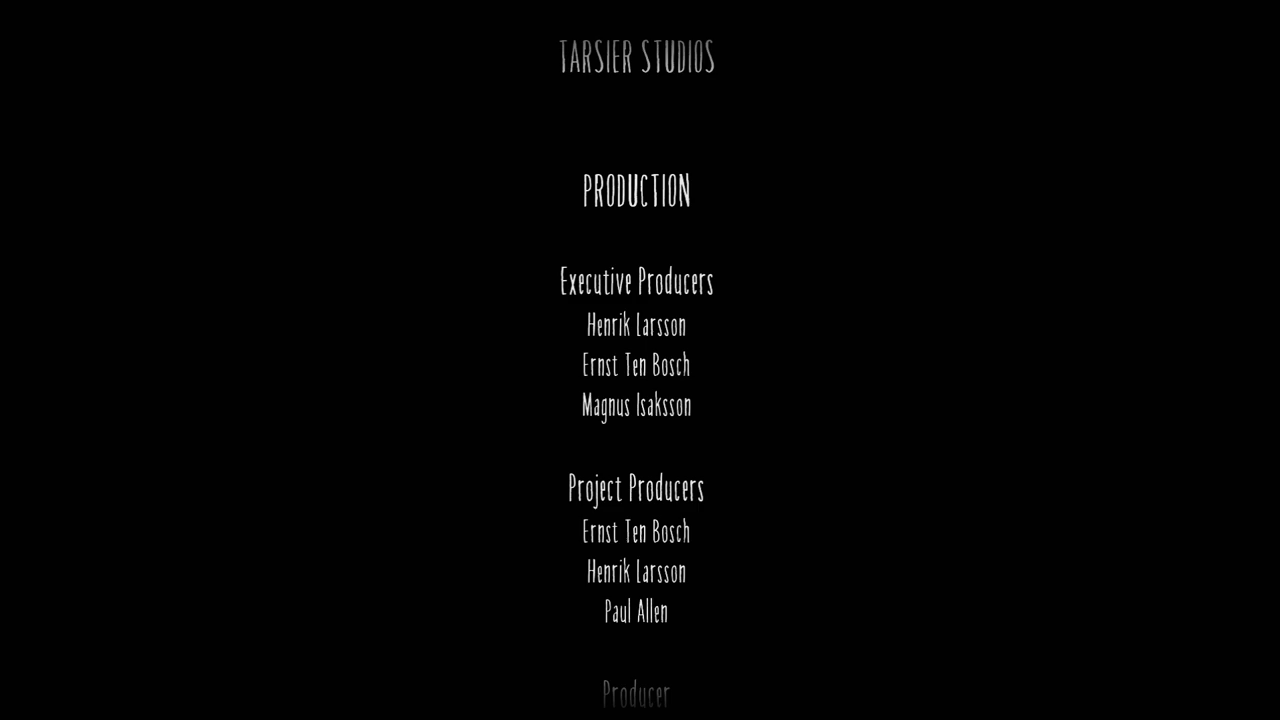 TARSIER STUDIOS
PRODUCTION
Executive Producers
Henrik Larsson
Ernst Ten Bosch
Magnus Isaksson
Project Producers
Ernst Ten Bosch
Henrik Larsson
Paul Allen
Producer